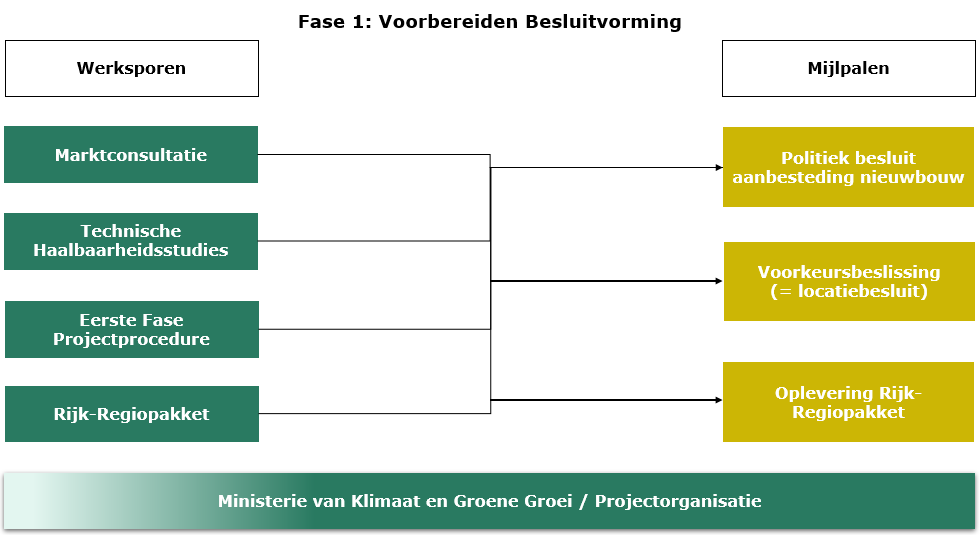 Fase 1: Voorbereiden Besluitvorming
Werksporen
Mijlpalen
Marktconsultatie
Technische
Haalbaarheidsstudies
Eerste Fase
Projectprocedure
Rijk-Regiopakket
Politiek besluit
aanbesteding nieuwbouw
Voorkeursbeslissing
(= locatiebesluit)
Oplevering Rijk-
Regiopakket
Ministerie van Klimaat en Groene Groei / Projectorganisatie